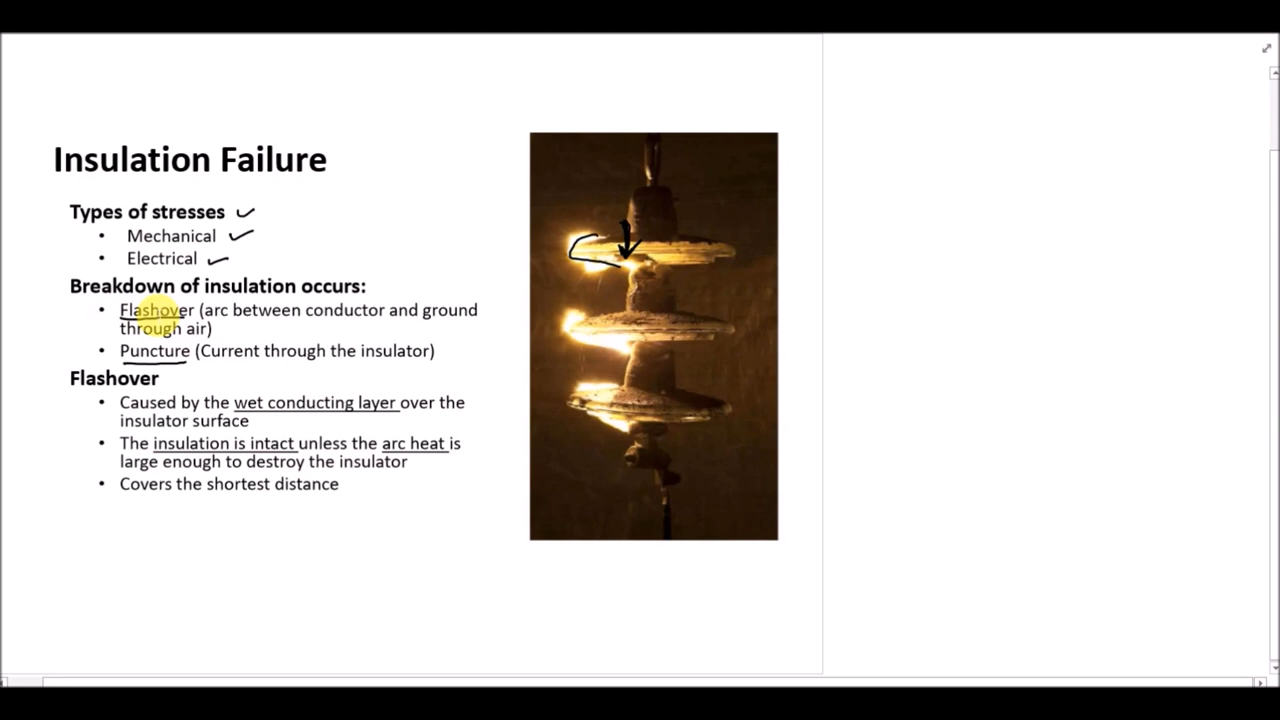 Insulation Failure
Types of stresses
• Mechanical
• Electrical
Breakdown of insulation occurs:
• Flashover (arc between conductor and ground
through air)
• Puncture (Current through the insulator)
Flashover
• Caused by the wet conducting layer over the
insulator surface
• The insulation is intact unless the arc heat is
large enough to destroy the insulator
• Covers the shortest distance